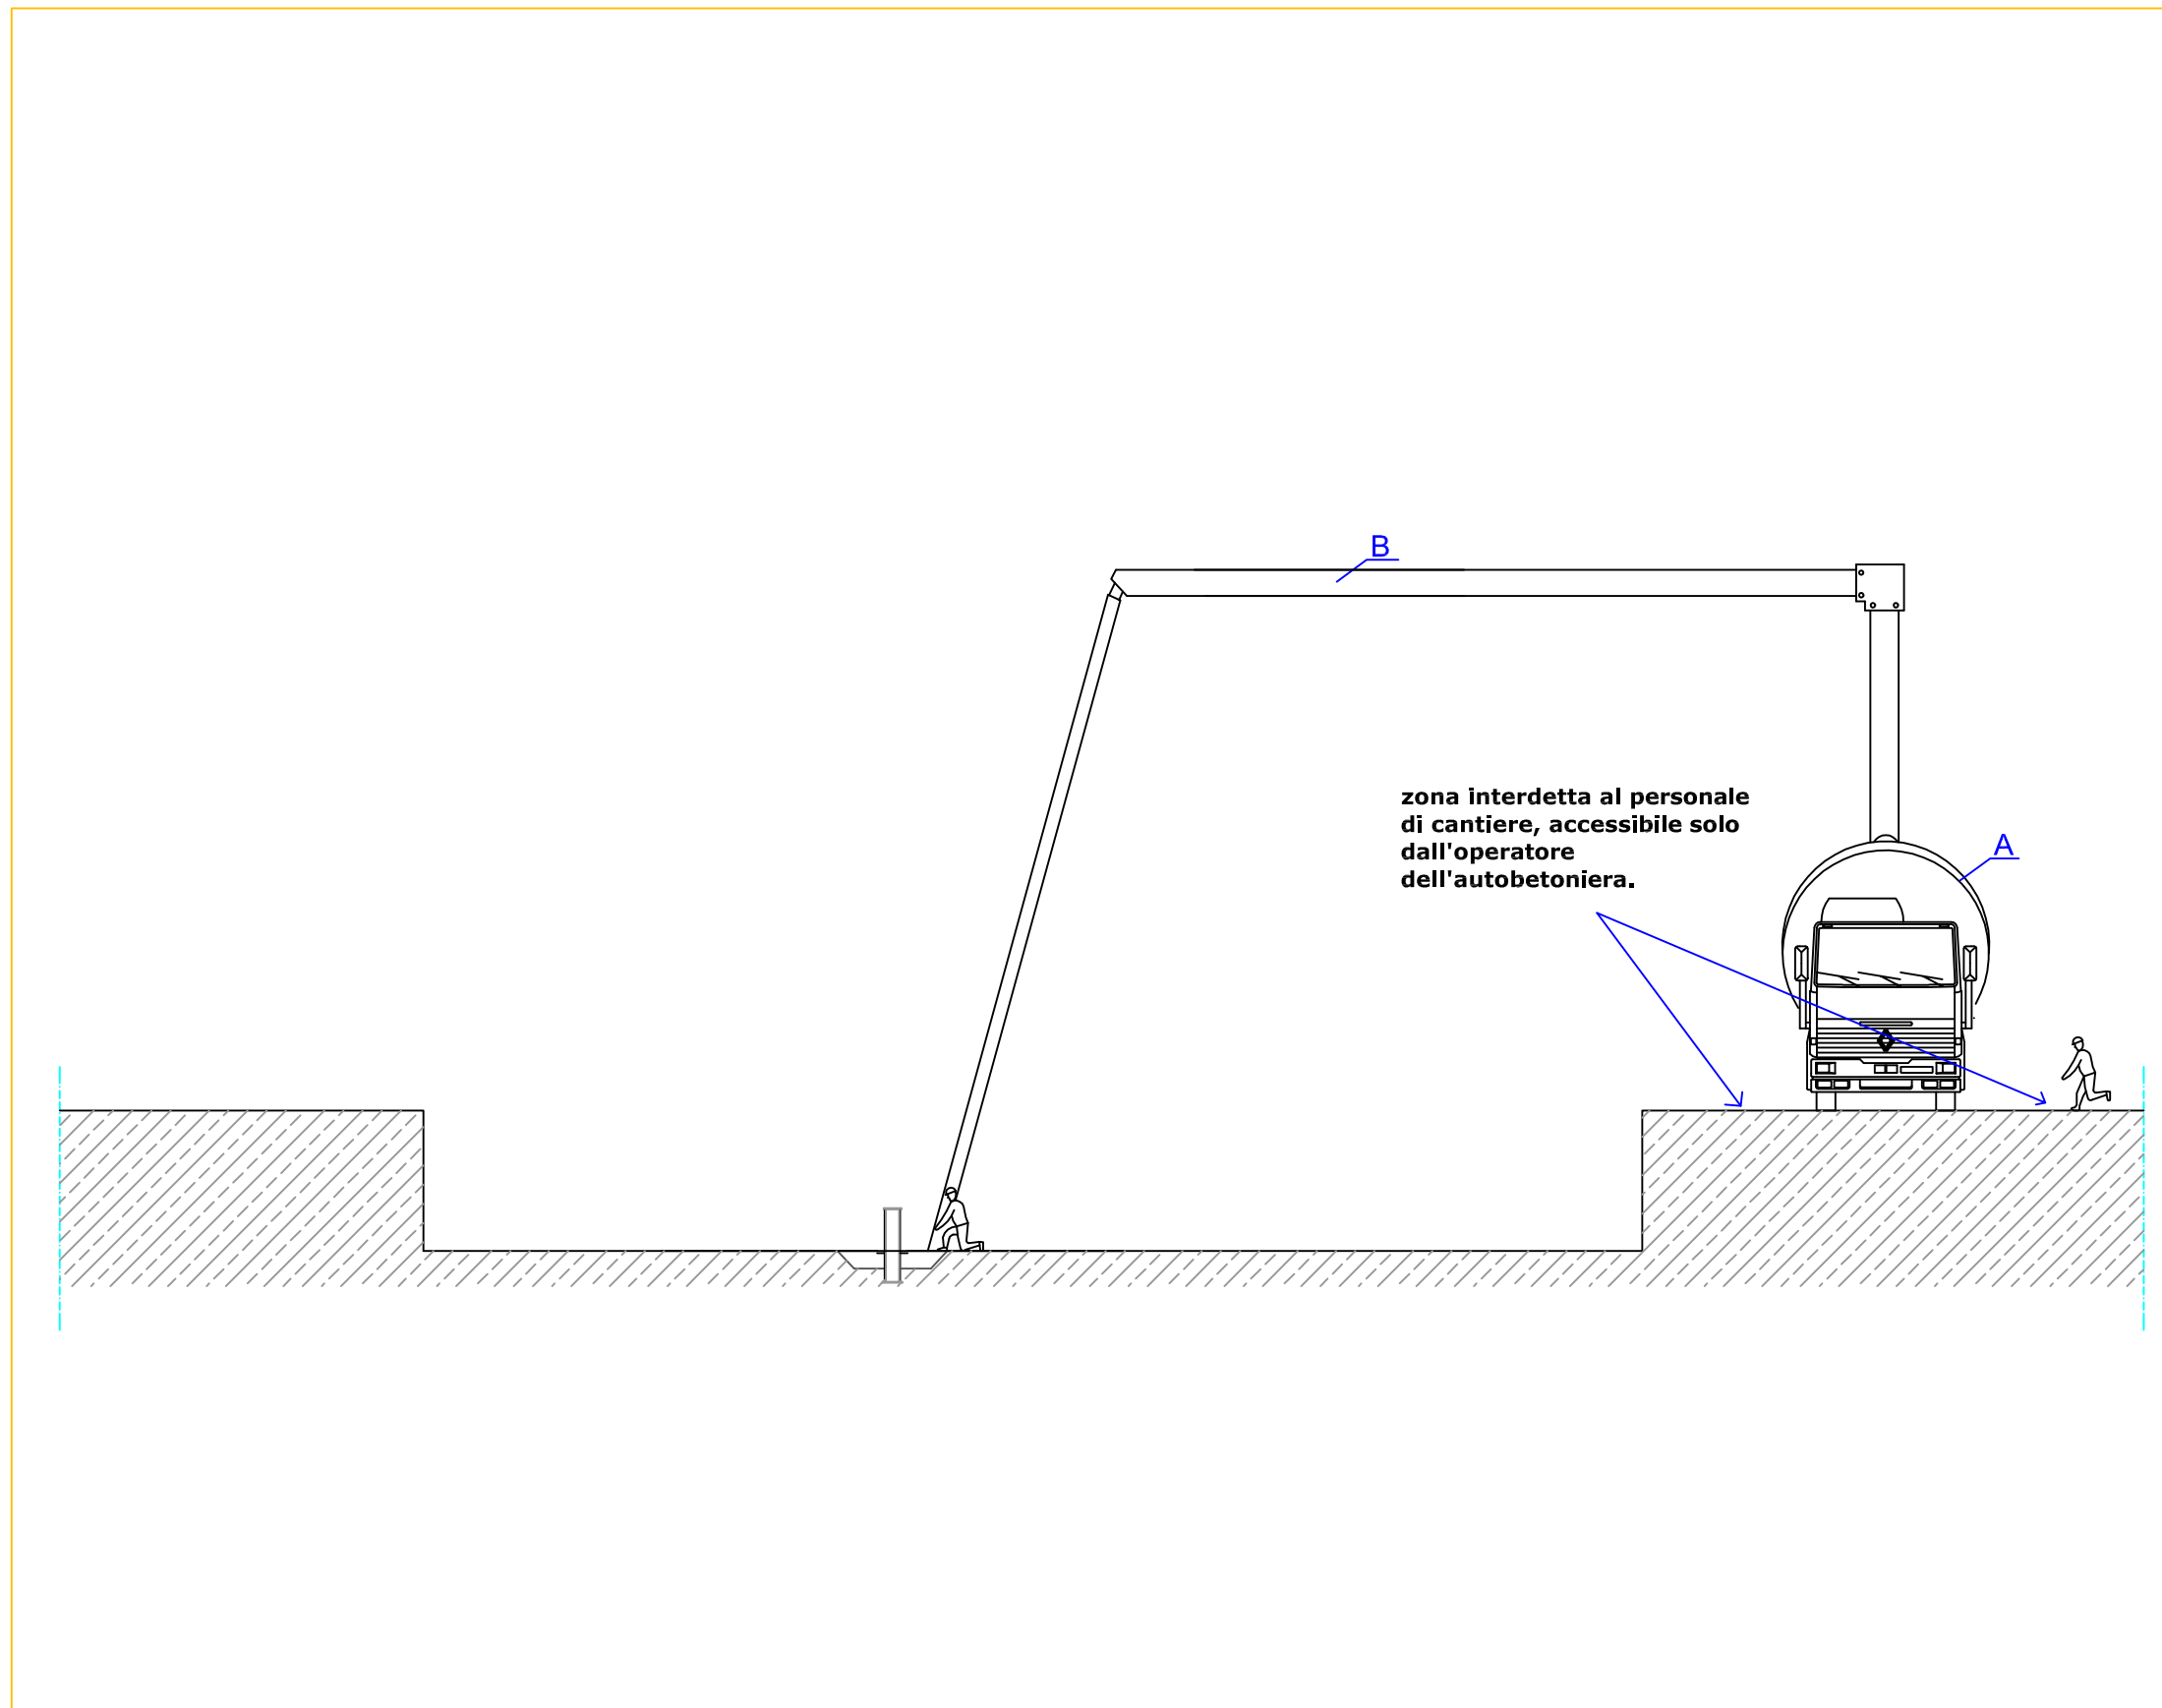 B
zona interdetta al personale
di cantiere, accessibile solo
dall'operatore
dell'autobetoniera.
A